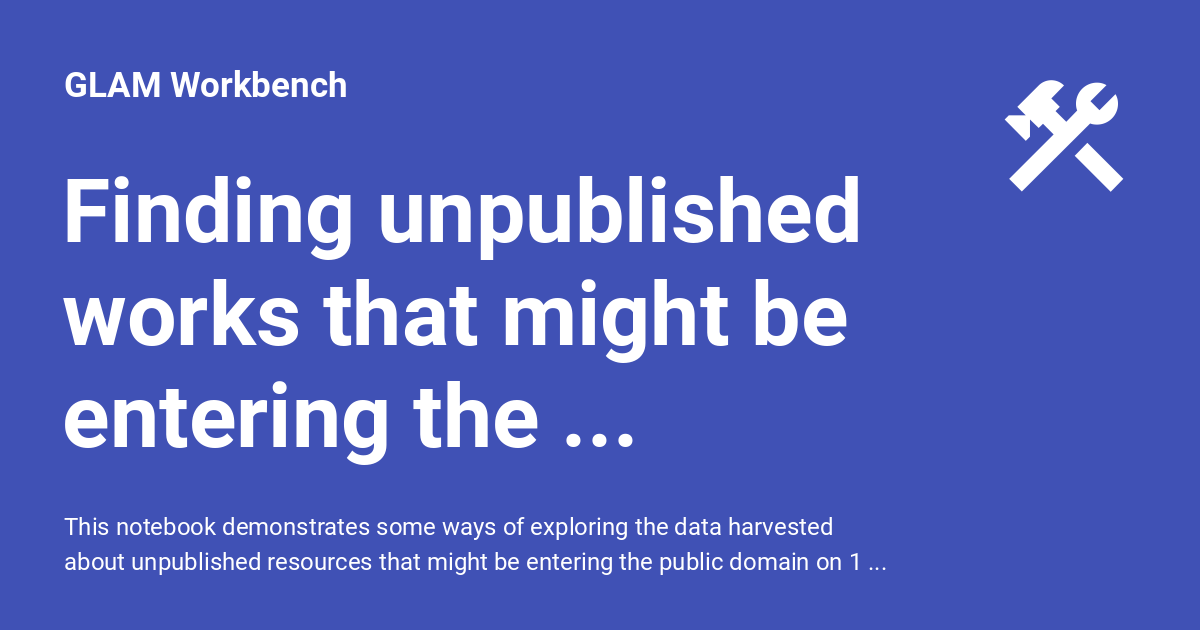 GLAM Workbench
Finding unpublished
works that might be
entering the ...
This notebook demonstrates some ways of exploring the data harvested
about unpublished resources that might be entering the public domain on 1 ...